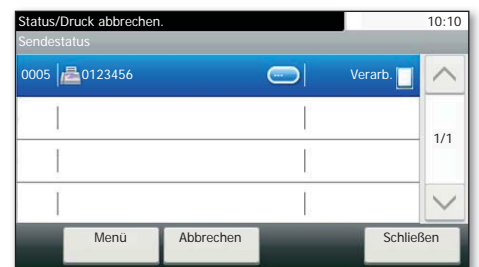 Status/Druck abbrechen. 10:10
Sendestatus
0005 0123456 Verarb.
1/1
Menü Abbrechen Schließen